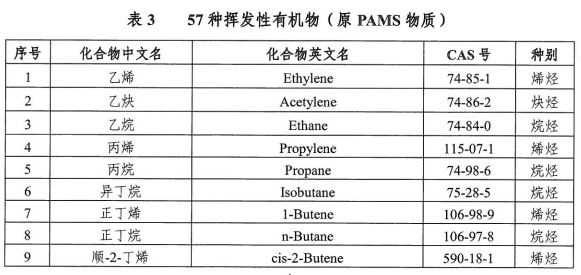 表 3 57 种挥发性有机物（原 PAMS 物质）
序号 化合物中文名 化合物英文名 CAS 号 种别
1 乙烯 Ethylene 74-85-1 烯烃
2 乙炔 Acetylene 74-86-2 炔烃
3 乙烷 Ethane 74-84-0 烷烃
4 丙烯 Propylene 115-07-1 烯烃
5 丙烷 Propane 74-98-6 烷烃
6 异丁烷 Isobutane 75-28-5 烷烃
7 正丁烯 1-Butene 106-98-9 烯烃
8 正丁烷 n-Butane 106-97-8 烷烃
9 顺-2-丁烯 cis-2-Butene 590-18-1 烯烃